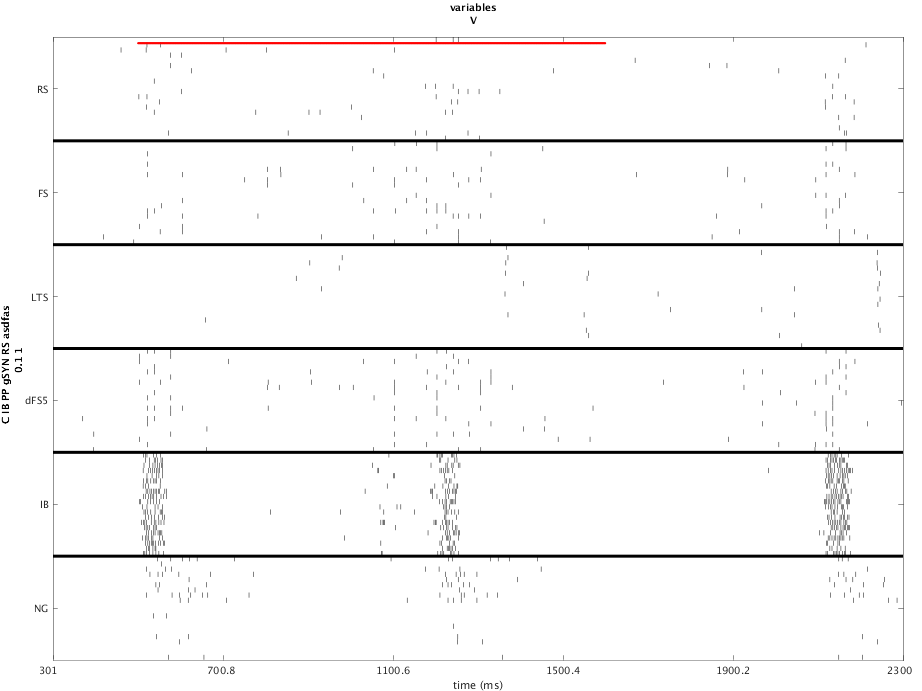 variables
V
RS
FS
LTS
dFS5
IB
NG
C IB PP gSYN RS asdfas
0.1 1
301
700.8
1100.6
1500.4
1900.2
2300
time (ms)